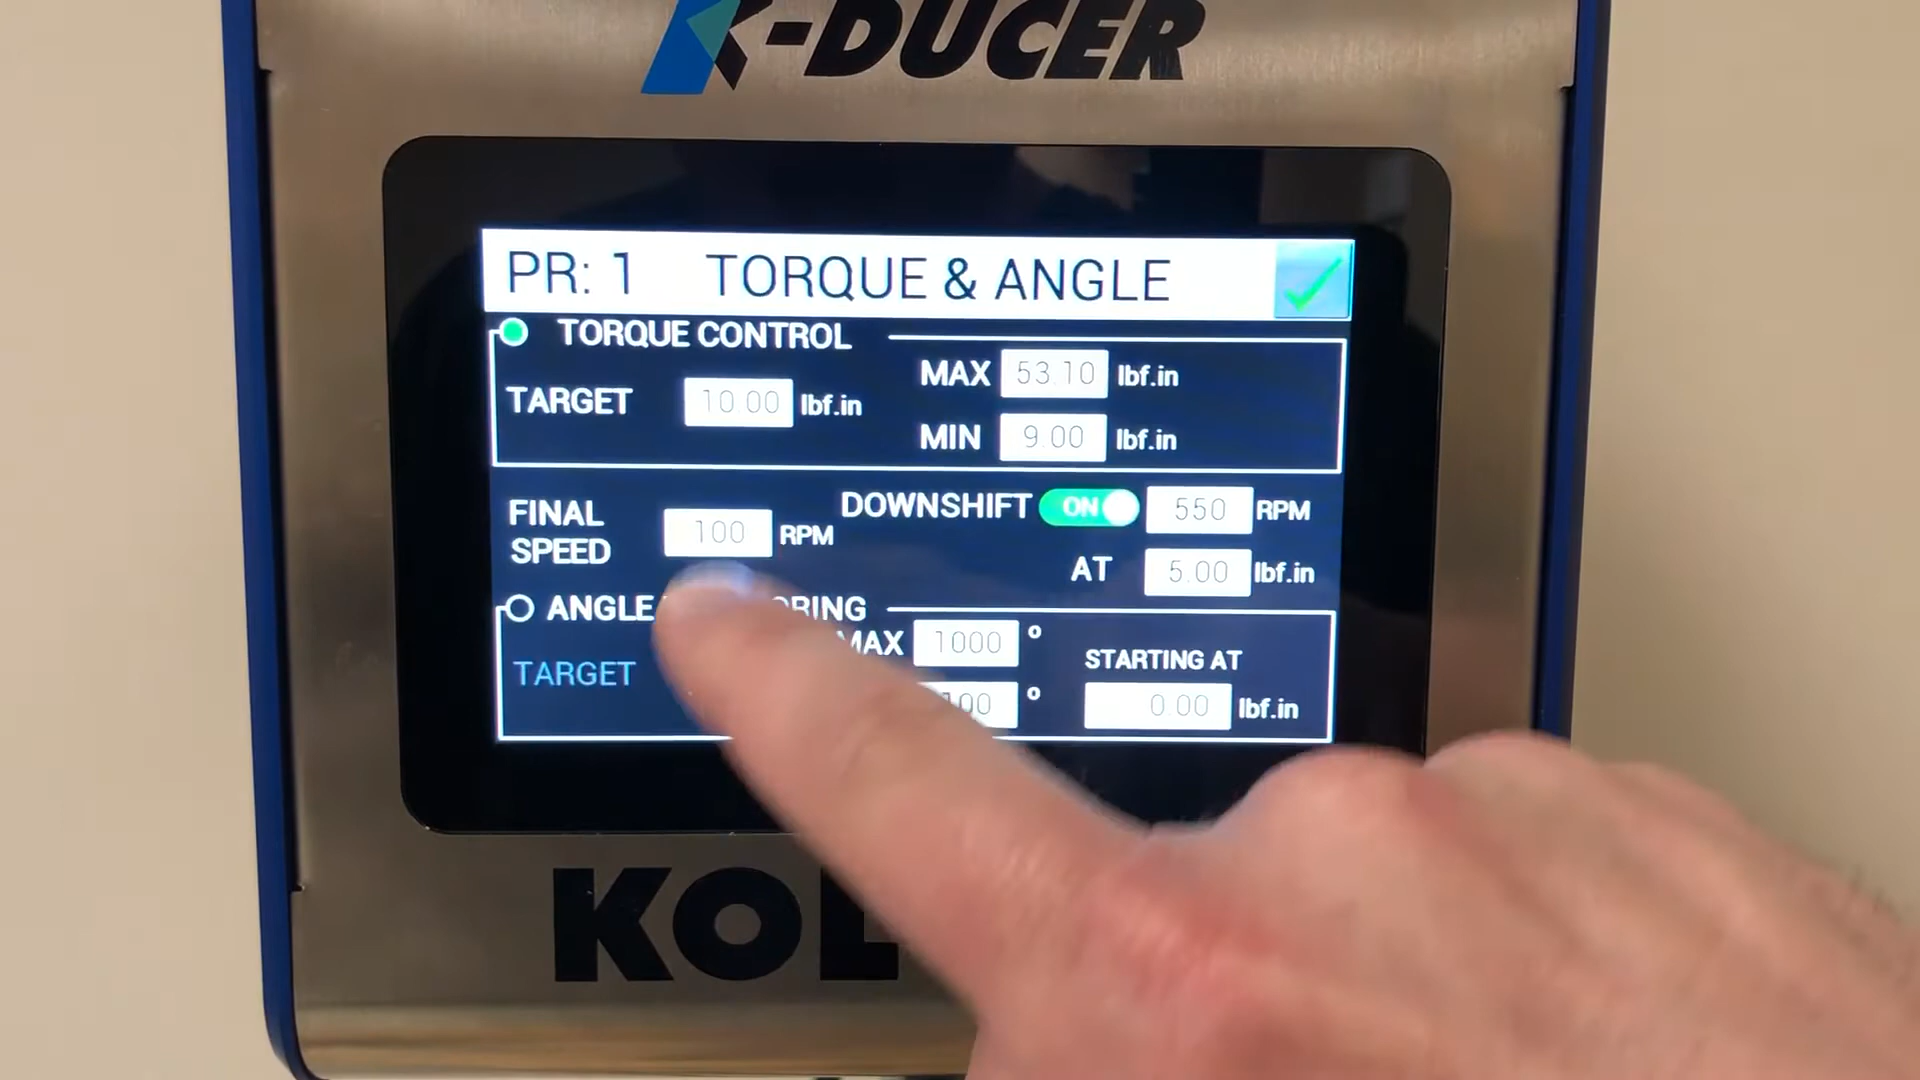 K-DUCER
PR: 1 TORQUE & ANGLE
TORQUE CONTROL
TARGET 10.00 lbf.in
MAX 53.10 lbf.in
MIN 9.00 lbf.in
FINAL SPEED 100 RPM
DOWNSHIFT ON 550 RPM
AT 5.00 lbf.in
ANGLE
TARGET
MAX 1000 °
°
STARTING AT
0.00 lbf.in
KOL